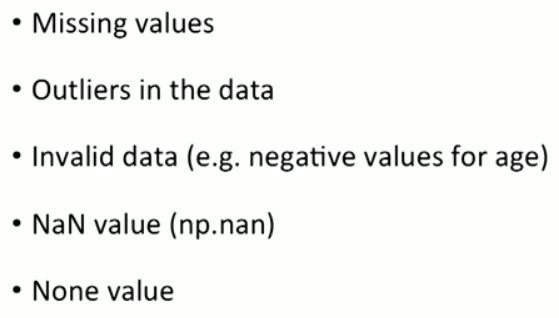 • Missing values
• Outliers in the data
• Invalid data (e.g. negative values for age)
• NaN value (np.nan)
• None value